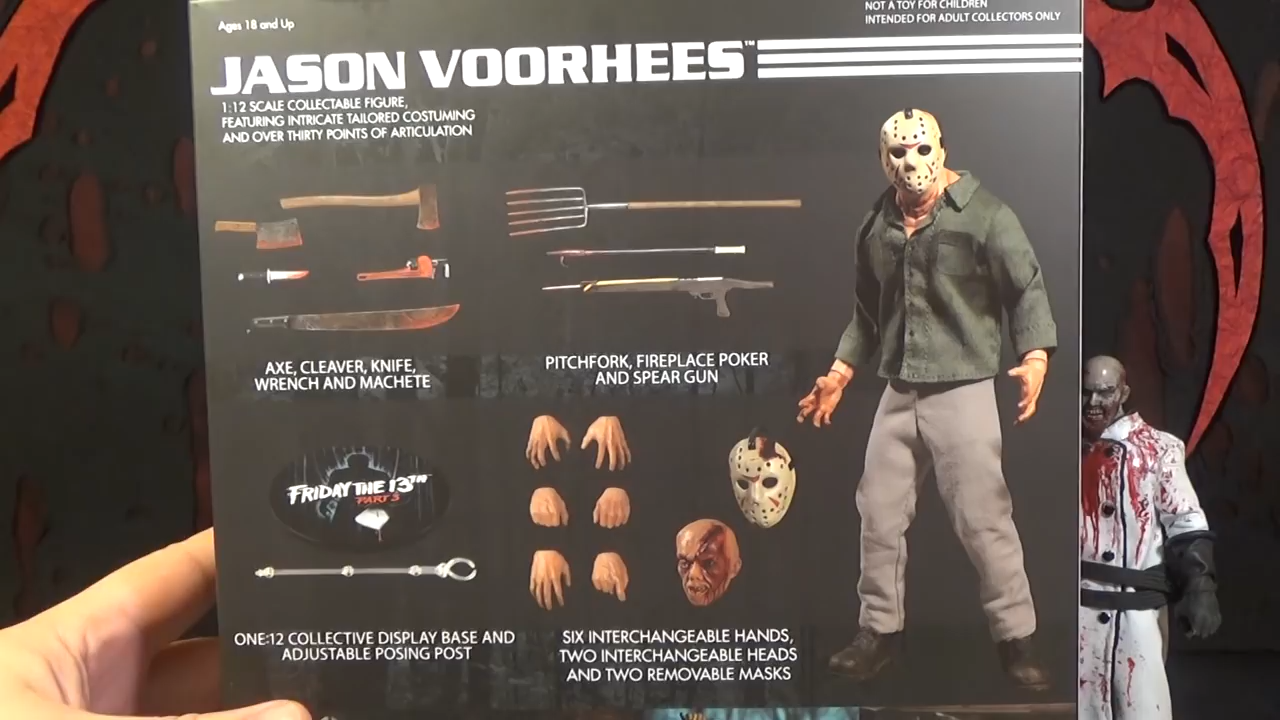 Ages 18 and Up
NOT A TOY FOR CHILDREN
INTENDED FOR ADULT COLLECTORS ONLY
JASON VOORHEES™
1:12 SCALE COLLECTABLE FIGURE,
FEATURING INTRICATE TAILORED COSTUMING
AND OVER THIRTY POINTS OF ARTICULATION
AXE, CLEAVER, KNIFE,
WRENCH AND MACHETE
PITCHFORK, FIREPLACE POKER
AND SPEAR GUN
FRIDAY THE 13TH
PART 3
ONE:12 COLLECTIVE DISPLAY BASE AND
ADJUSTABLE POSING POST
SIX INTERCHANGEABLE HANDS,
TWO INTERCHANGEABLE HEADS
AND TWO REMOVABLE MASKS